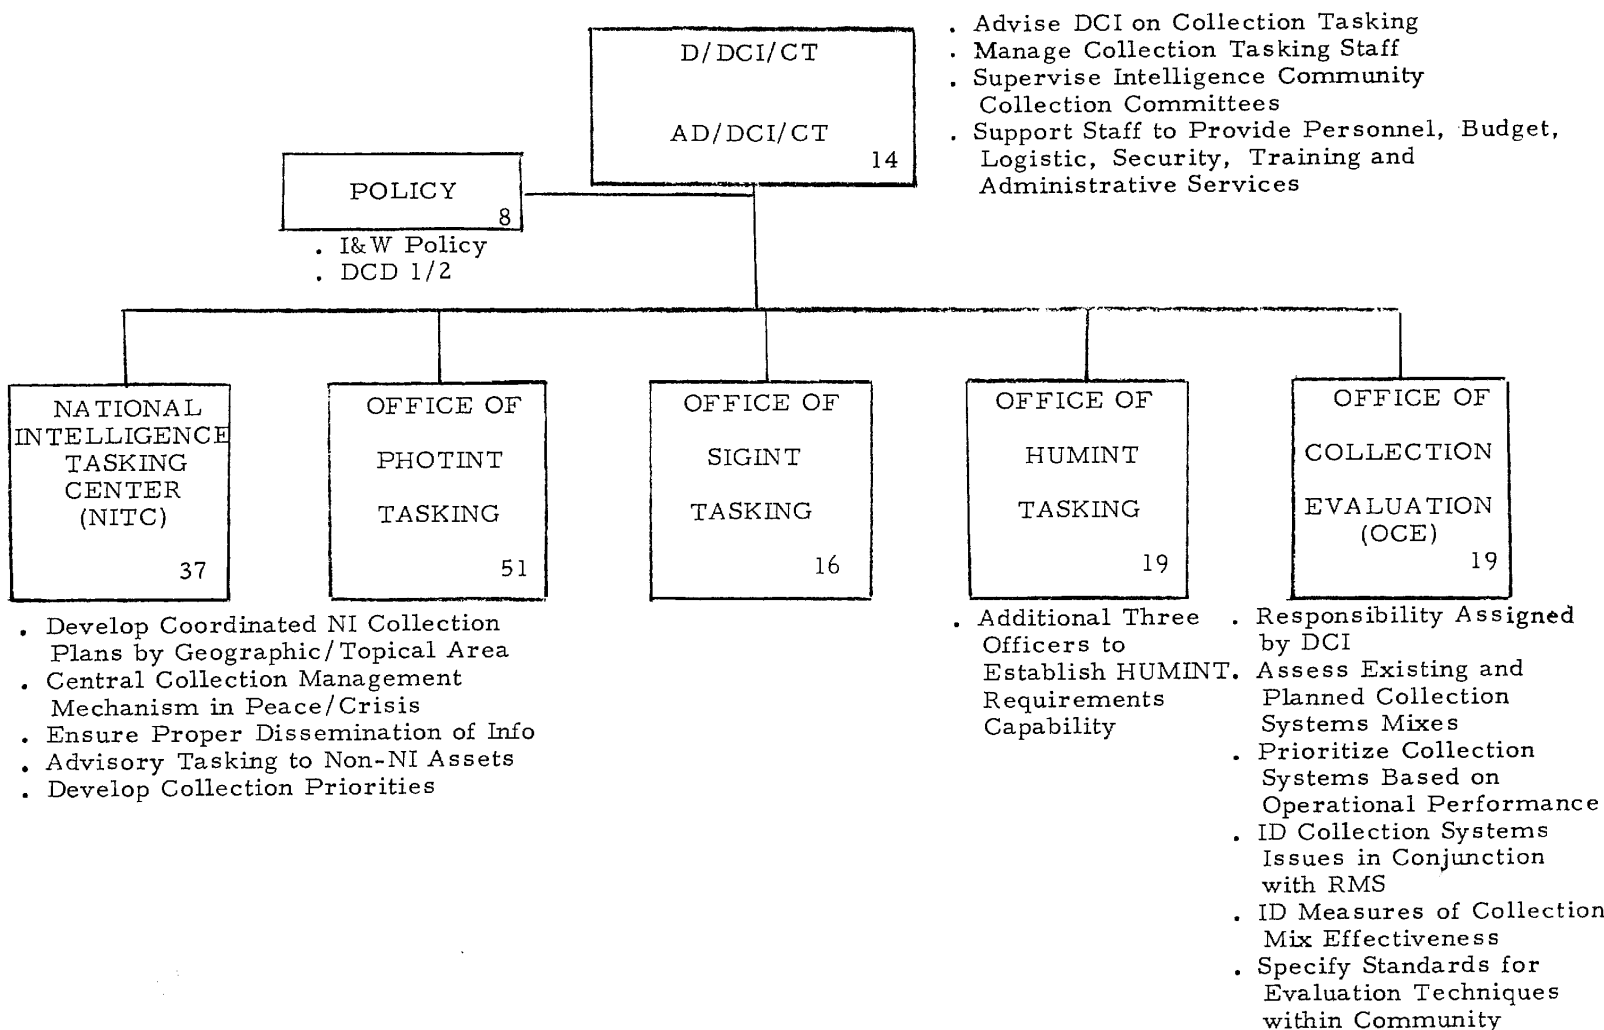 D/DCI/CT
AD/DCI/CT
14
. Advise DCI on Collection Tasking
. Manage Collection Tasking Staff
. Supervise Intelligence Community
Collection Committees
. Support Staff to Provide Personnel, Budget,
Logistic, Security, Training and
Administrative Services
POLICY
8
. I&W Policy
. DCD 1/2
NATIONAL
INTELLIGENCE
TASKING
CENTER
(NITC)
37
. Develop Coordinated NI Collection
Plans by Geographic/Topical Area
. Central Collection Management
Mechanism in Peace/Crisis
. Ensure Proper Dissemination of Info
. Advisory Tasking to Non-NI Assets
. Develop Collection Priorities
OFFICE OF
PHOTINT
TASKING
51
OFFICE OF
SIGINT
TASKING
16
OFFICE OF
HUMINT
TASKING
19
. Additional Three
Officers to
Establish HUMINT
Requirements
Capability
OFFICE OF
COLLECTION
EVALUATION
(OCE)
19
. Responsibility Assigned
by DCI
. Assess Existing and
Planned Collection
Systems Mixes
. Prioritize Collection
Systems Based on
Operational Performance
. ID Collection Systems
Issues in Conjunction
with RMS
. ID Measures of Collection
Mix Effectiveness
. Specify Standards for
Evaluation Techniques
within Community